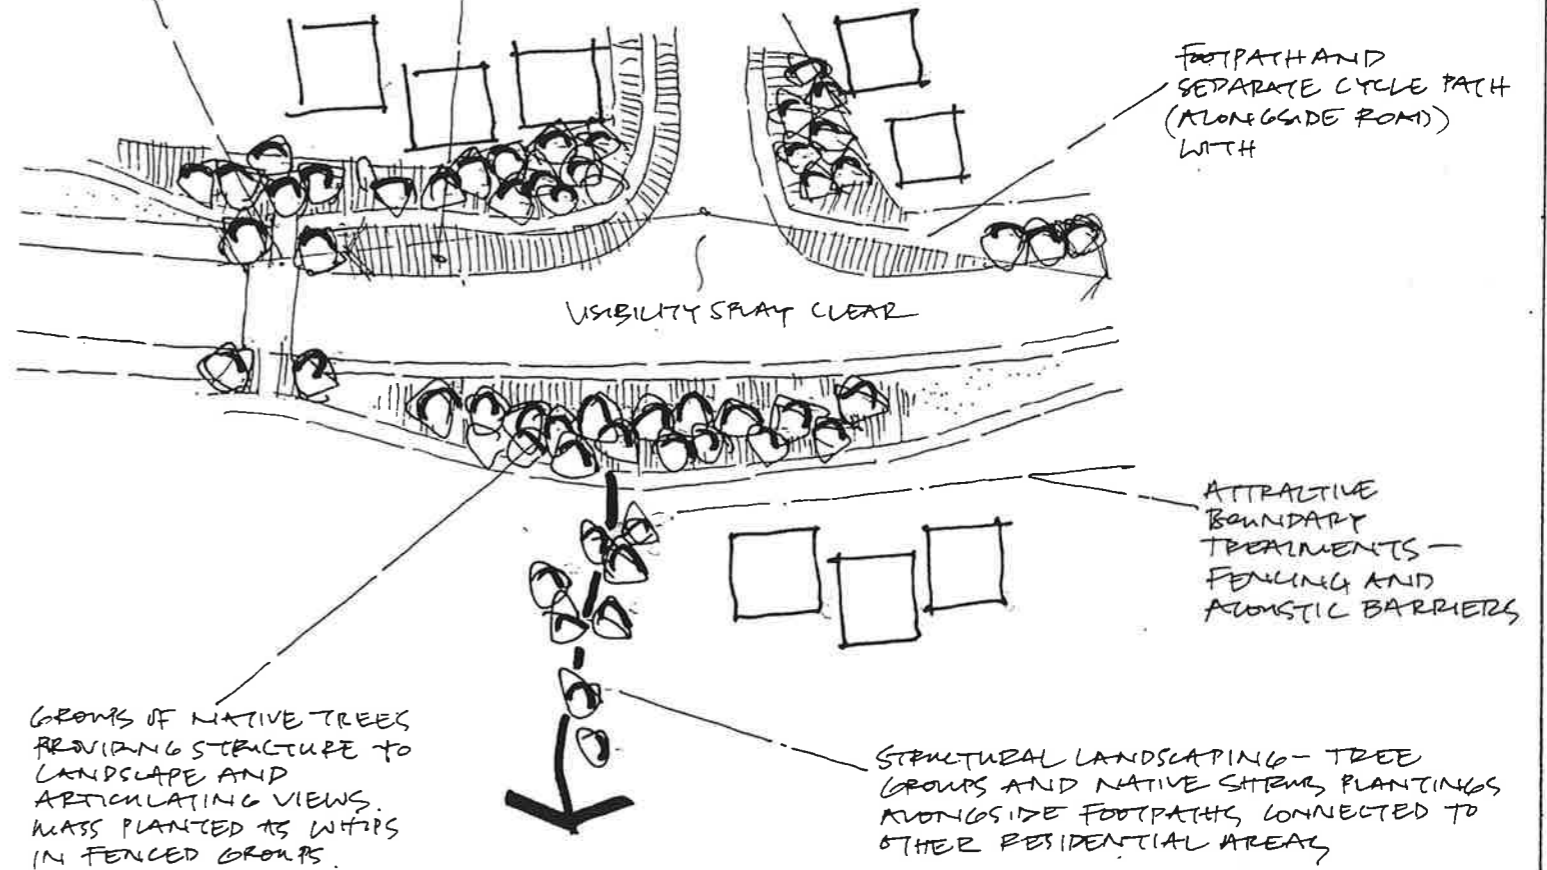 FOOTPATH AND
SEPARATE CYCLE PATH
(ALONGSIDE ROAD)
WITH
VISIBILITY SPLAY CLEAR
ATTRACTIVE
BOUNDARY
TREATMENTS —
FENCING AND
ACOUSTIC BARRIERS
GROUPS OF NATIVE TREES
PROVIDING STRUCTURE TO
LANDSCAPE AND
ARTICULATING VIEWS.
MASS PLANTED AS WHIPS
IN FENCED GROUPS.
STRUCTURAL LANDSCAPING — TREE
GROUPS AND NATIVE SHRUB PLANTINGS
ALONGSIDE FOOTPATHS CONNECTED TO
OTHER RESIDENTIAL AREAS